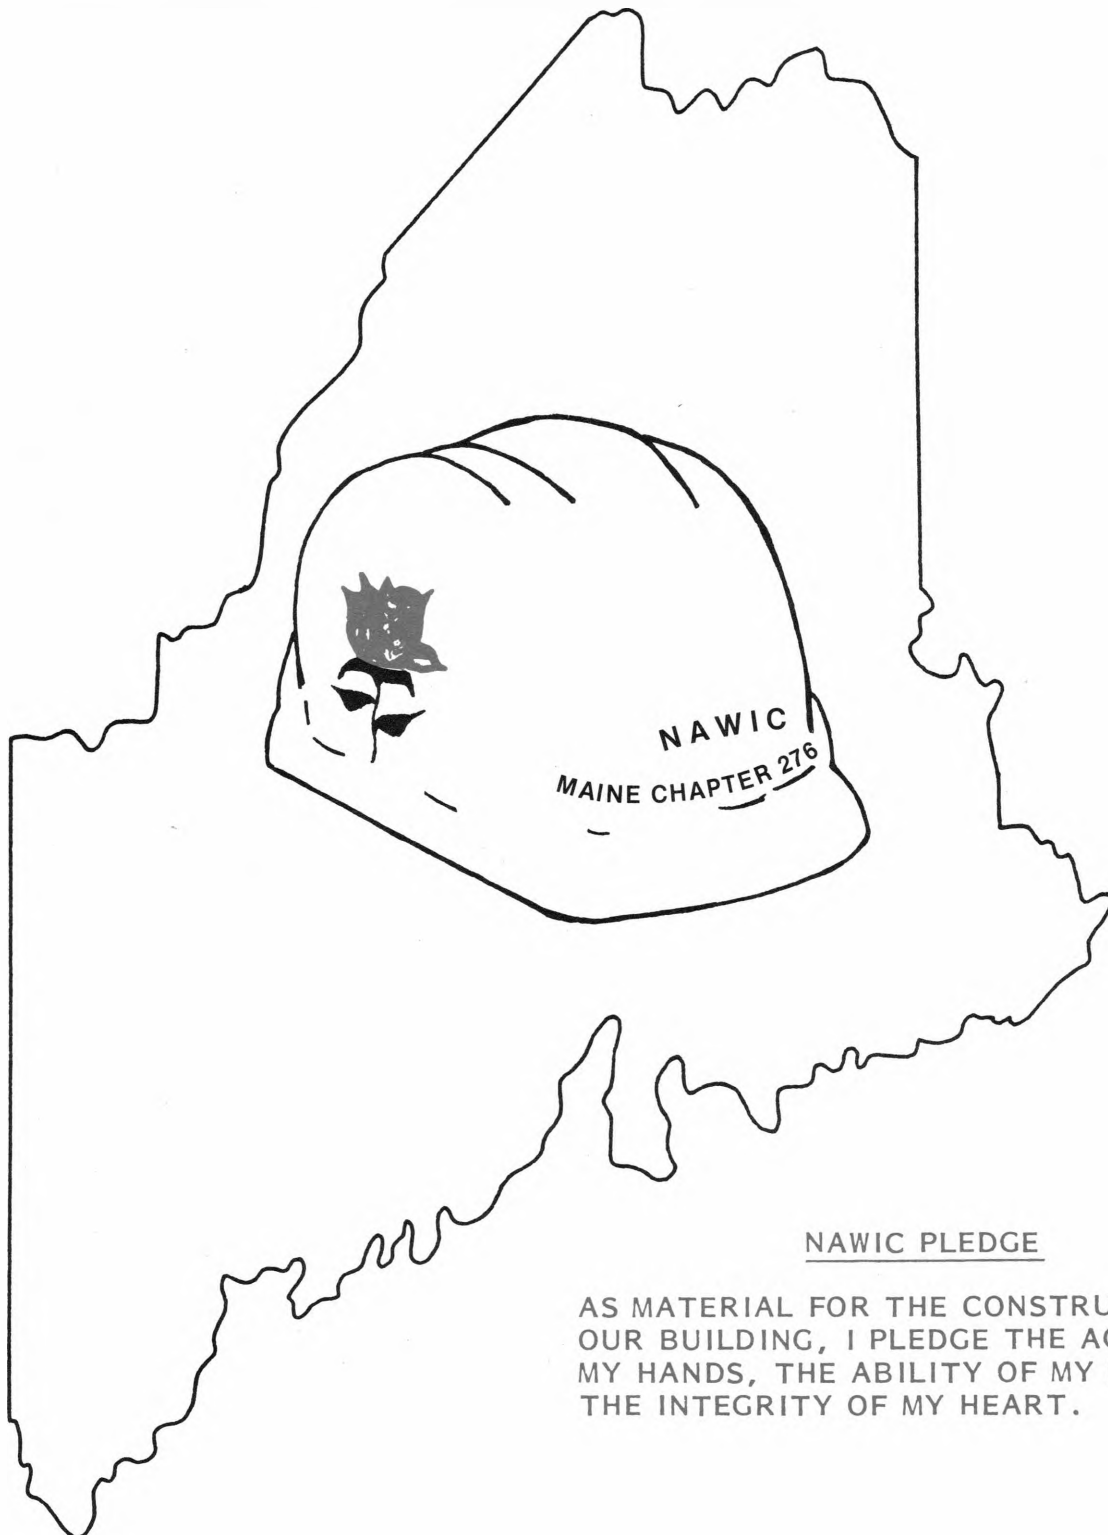 NAWIC
MAINE CHAPTER 276
NAWIC PLEDGE
AS MATERIAL FOR THE
OUR BUILDING, I PLEDGE THE
MY HANDS, THE ABILITY OF MY
THE INTEGRITY OF MY HEART.